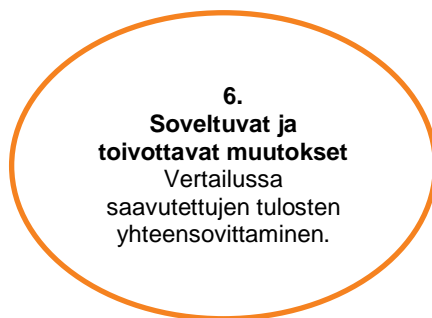 6.
Soveltuvat ja
toivottavat muutokset
Vertailussa
saavutettujen tulosten
yhteensovittaminen.